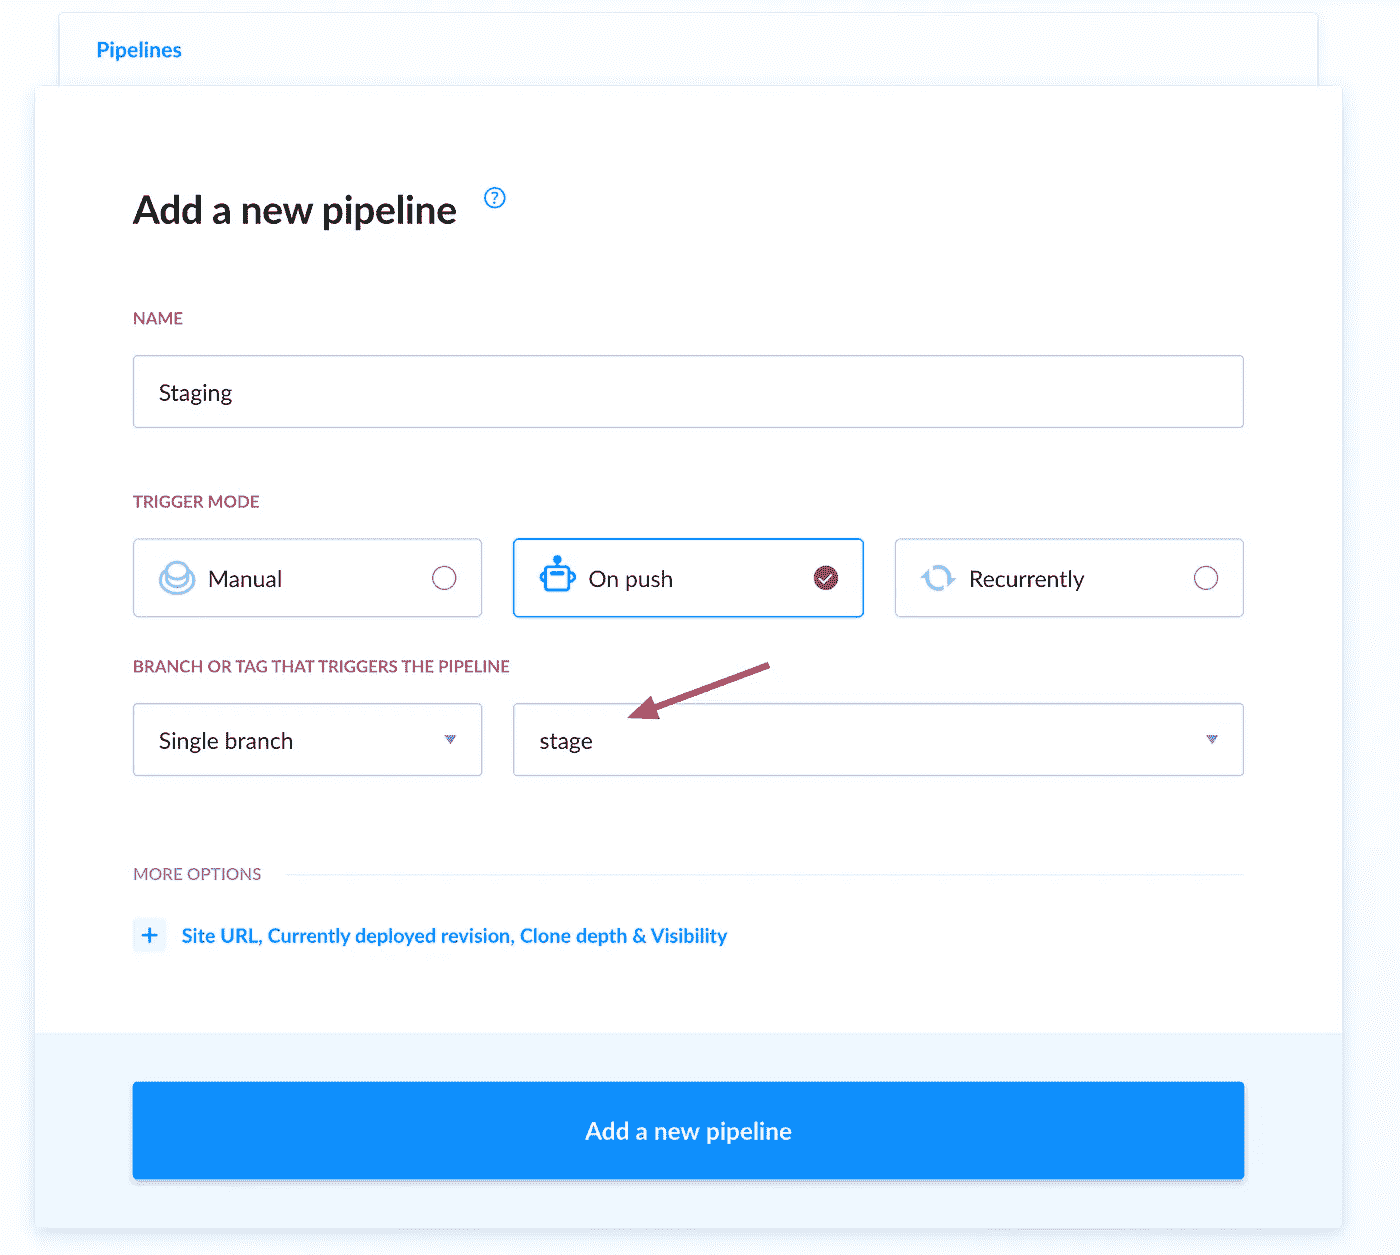 Pipelines
Add a new pipeline ?
NAME
Staging
TRIGGER MODE
Manual
On push
Recurrently
BRANCH OR TAG THAT TRIGGERS THE PIPELINE
Single branch
stage
MORE OPTIONS
+ Site URL, Currently deployed revision, Clone depth & Visibility
Add a new pipeline